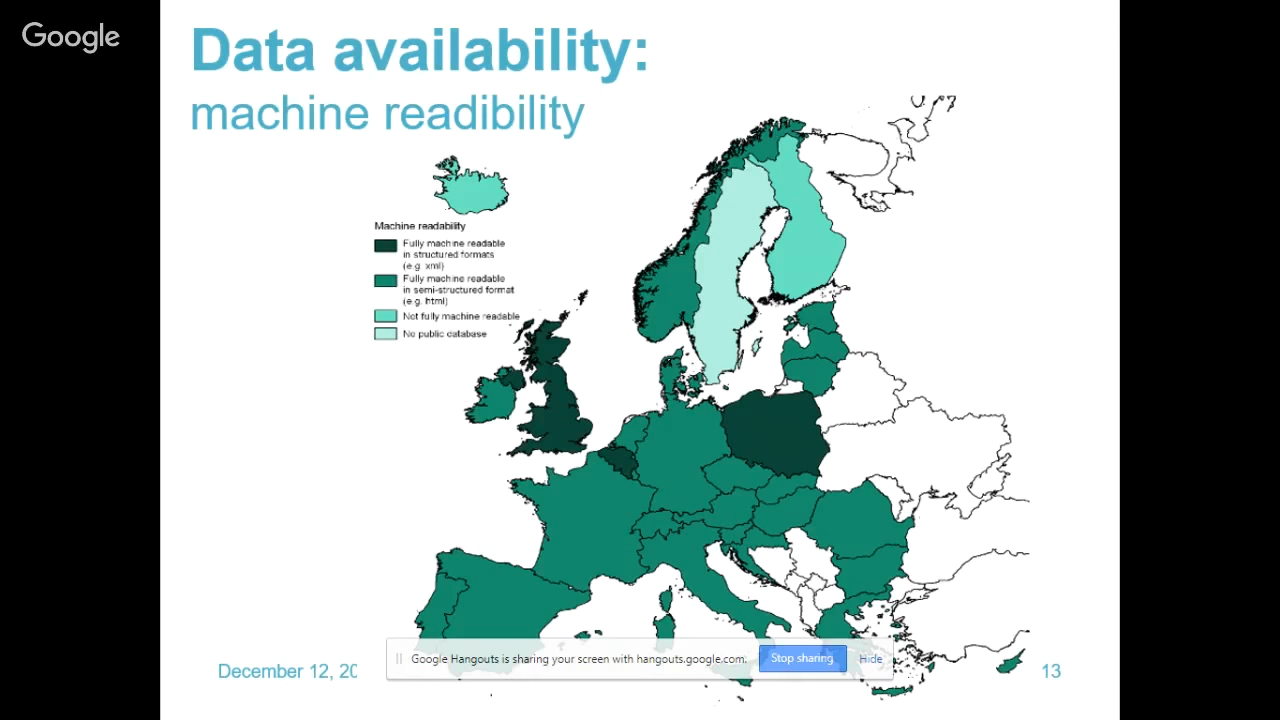 Google
Data availability:
machine readibility
Machine readability
Fully machine readable
in structured formats
(e.g. xml)
Fully machine readable
in semi-structured format
(e.g. html)
Not fully machine readable
No public database
Google Hangouts is sharing your screen with hangouts.google.com.
Stop sharing
Hide
December 12, 20
13